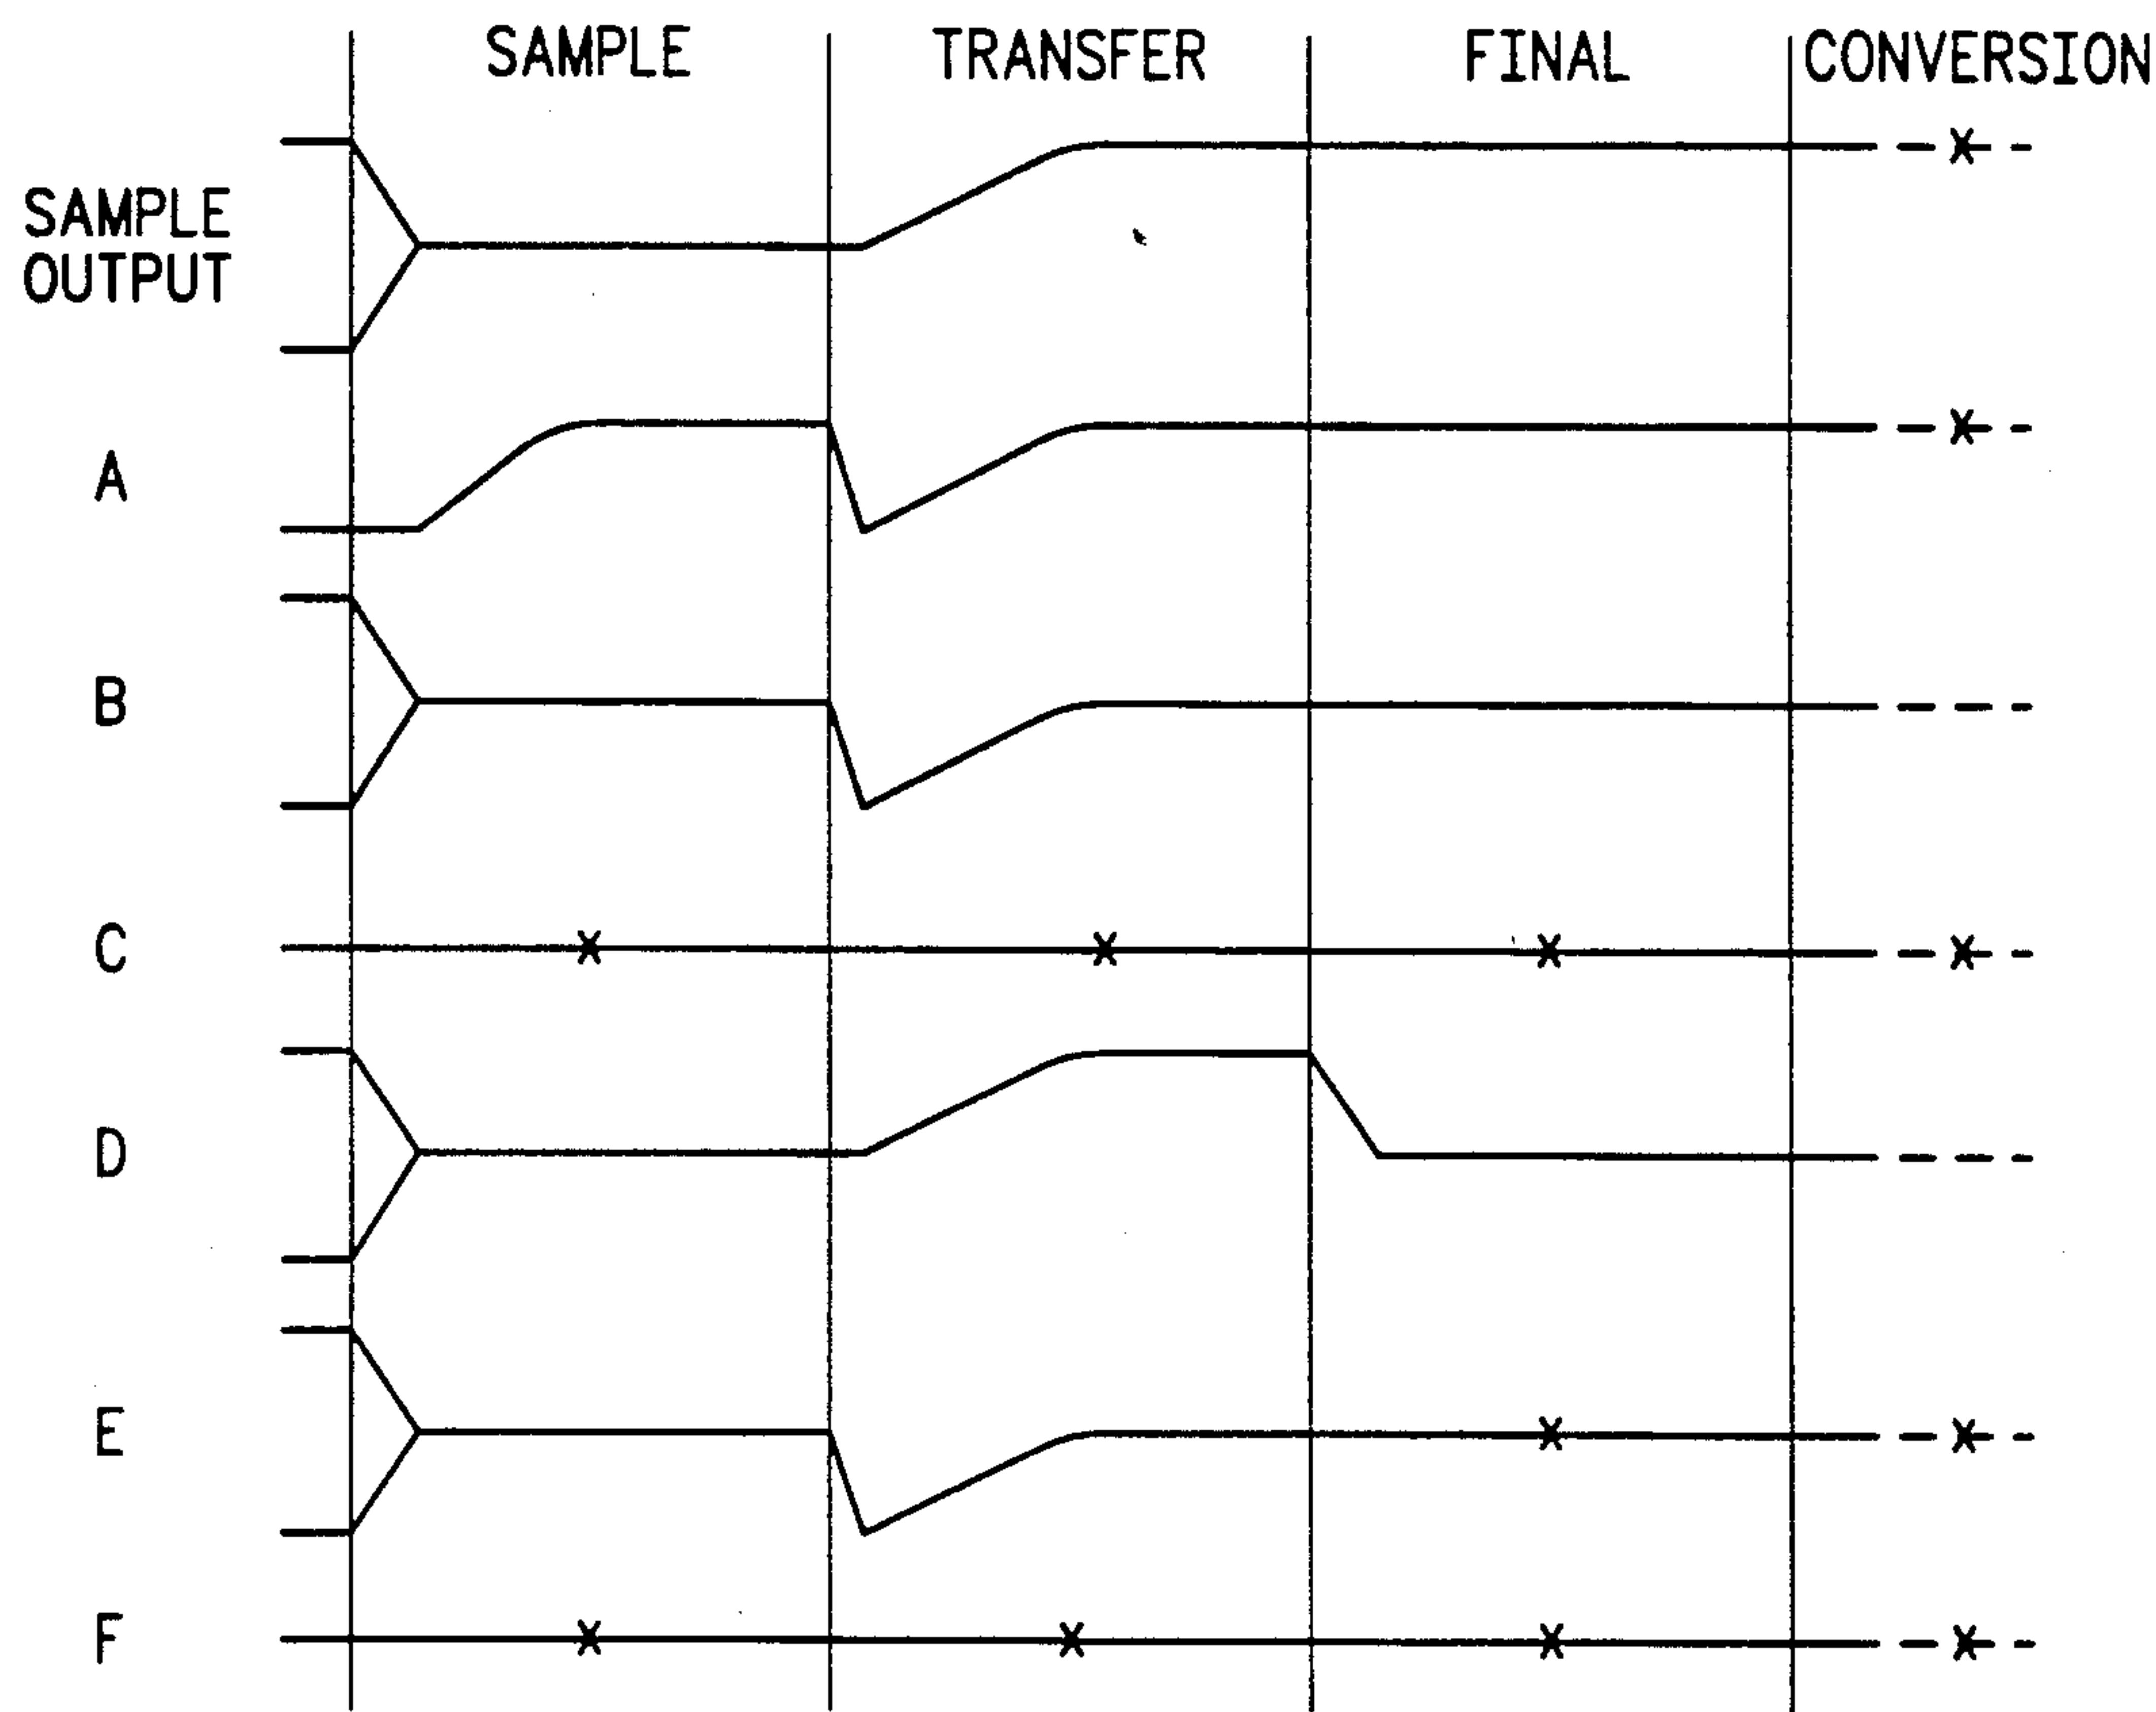 SAMPLE TRANSFER FINAL CONVERSION
SAMPLE
OUTPUT
A
B
C
D
E
F